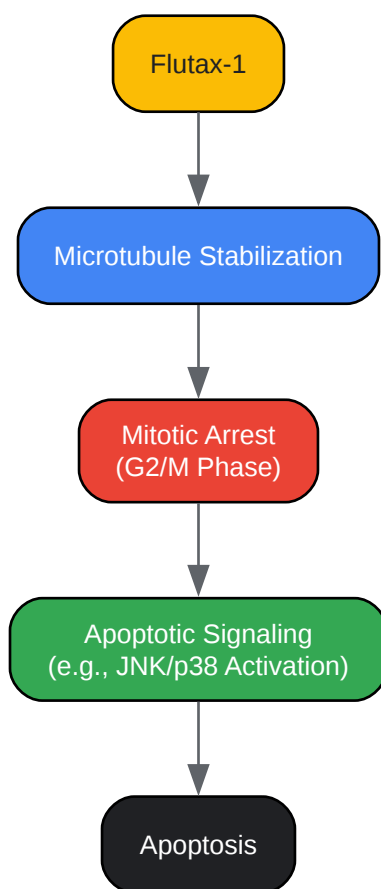 Flutax-1
Microtubule Stabilization
Mitotic Arrest
(G2/M Phase)
Apoptotic Signaling
(e.g., JNK/p38 Activation)
Apoptosis